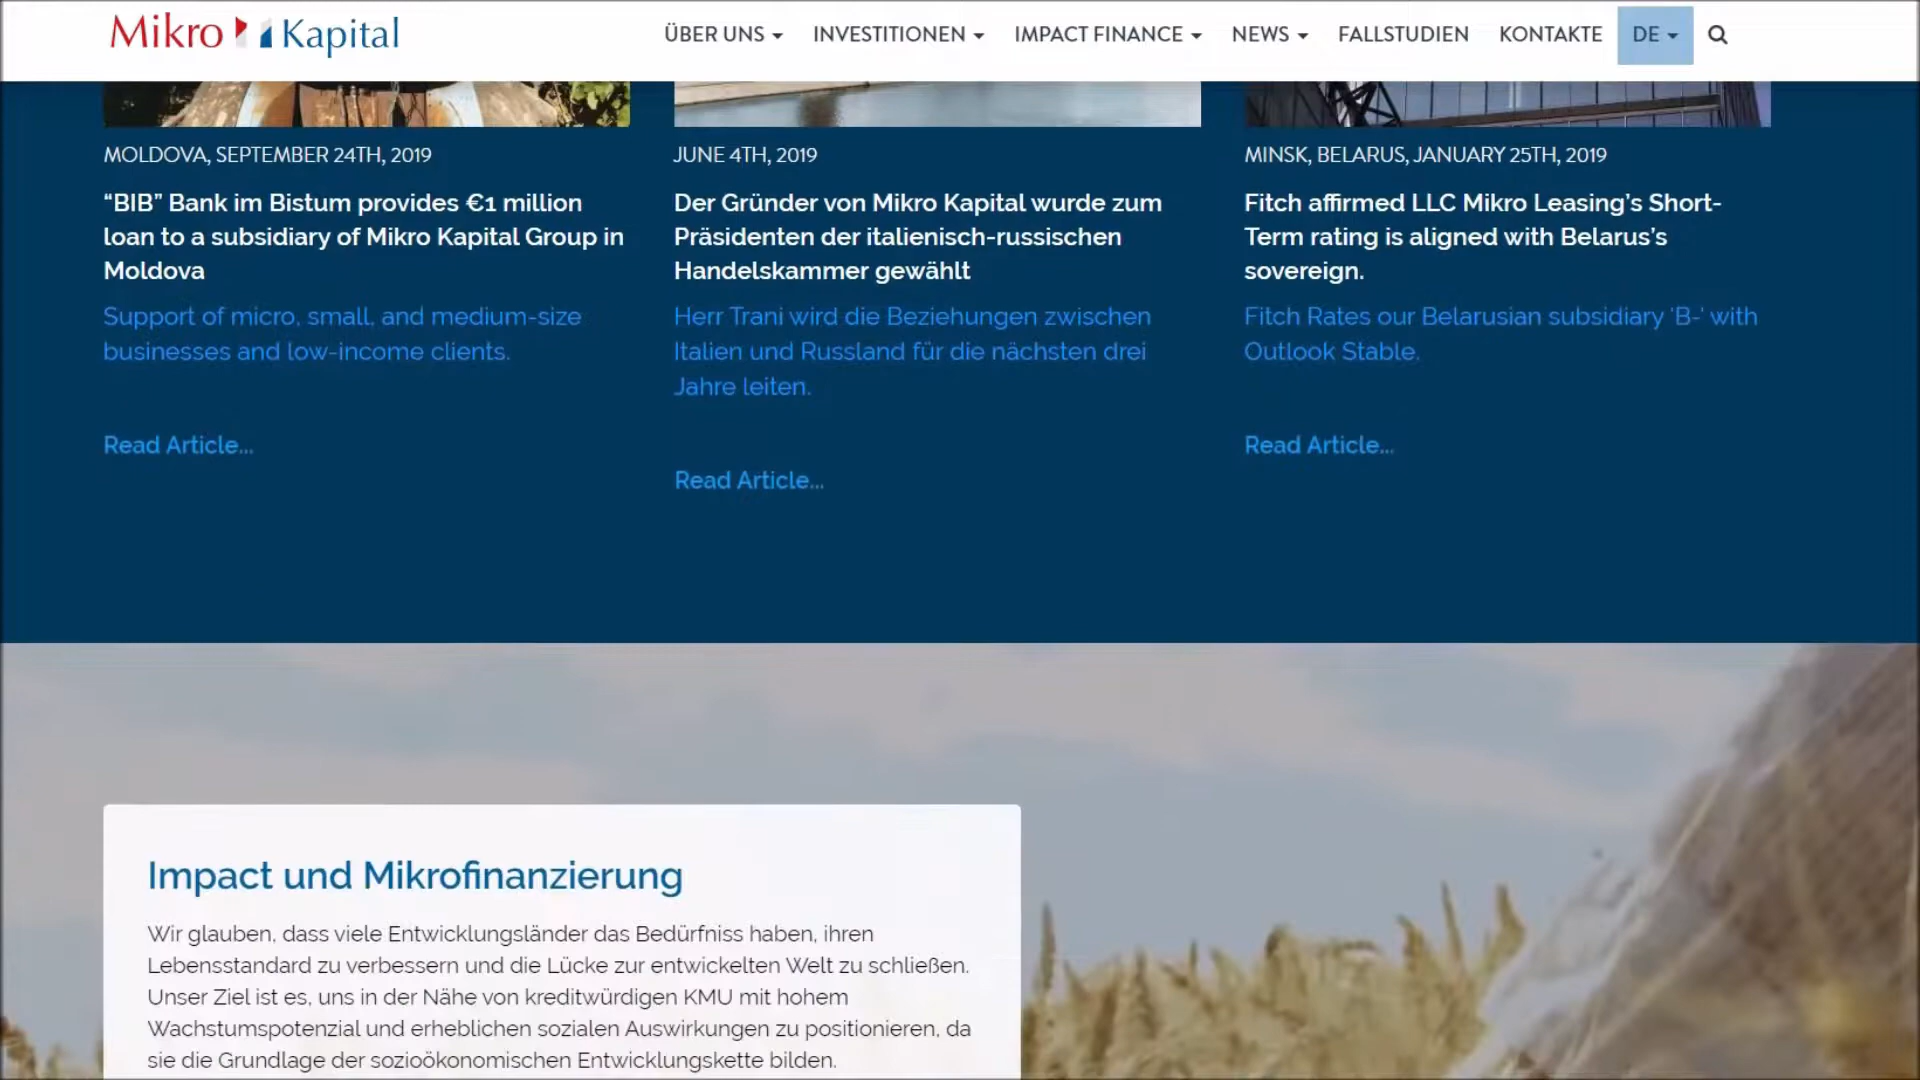 Mikro Kapital
ÜBER UNS
INVESTITIONEN
IMPACT FINANCE
NEWS
FALLSTUDIEN
KONTAKTE
DE
MOLDOVA, SEPTEMBER 24TH, 2019
“BIB” Bank im Bistum provides €1 million
loan to a subsidiary of Mikro Kapital Group in
Moldova
Support of micro, small, and medium-size
businesses and low-income clients.
Read Article...
JUNE 4TH, 2019
Der Gründer von Mikro Kapital wurde zum
Präsidenten der italienisch-russischen
Handelskammer gewählt
Herr Trani wird die Beziehungen zwischen
Italien und Russland für die nächsten drei
Jahre leiten.
Read Article...
MINSK, BELARUS, JANUARY 25TH, 2019
Fitch affirmed LLC Mikro Leasing’s Short-
Term rating is aligned with Belarus’s
sovereign.
Fitch Rates our Belarusian subsidiary 'B-' with
Outlook Stable.
Read Article...
Impact und Mikrofinanzierung
Wir glauben, dass viele Entwicklungsländer das Bedürfniss haben, ihren
Lebensstandard zu verbessern und die Lücke zur entwickelten Welt zu schließen.
Unser Ziel ist es, uns in der Nähe von kreditwürdigen KMU mit hohem
Wachstumspotenzial und erheblichen sozialen Auswirkungen zu positionieren, da
sie die Grundlage der sozioökonomischen Entwicklungskette bilden.